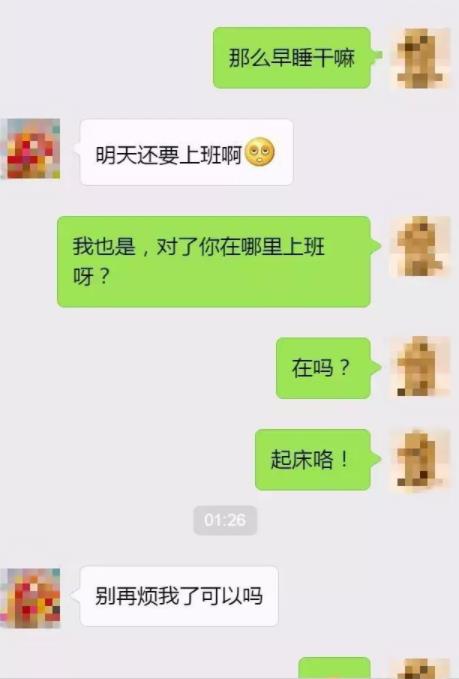 那么早睡干嘛
明天还要上班啊
我也是，对了你在哪里上班
呀？
在吗？
起床咯！
01:26
别再烦我了可以吗